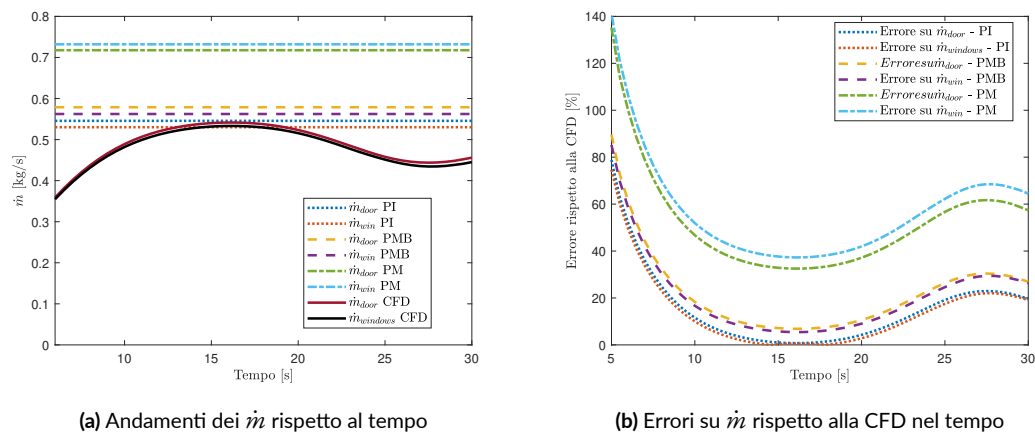 0.8
0.7
0.6
0.5
0.4
0.3
0.2
0.1
0
ṁ [kg/s]
10
15
20
25
30
Tempo [s]
ṁdoor PI
ṁwin PI
ṁdoor PMB
ṁwin PMB
ṁdoor PM
ṁwin PM
ṁdoor CFD
ṁwindows CFD
(a) Andamenti dei ṁ rispetto al tempo
140
120
100
80
60
40
20
0
Errore rispetto alla CFD [%]
5
10
15
20
25
30
Tempo [s]
Errore su ṁdoor - PI
Errore su ṁwindows - PI
Erroresuṁdoor - PMB
Errore su ṁwin - PMB
Erroresuṁdoor - PM
Errore su ṁwin - PM
(b) Errori su ṁ rispetto alla CFD nel tempo